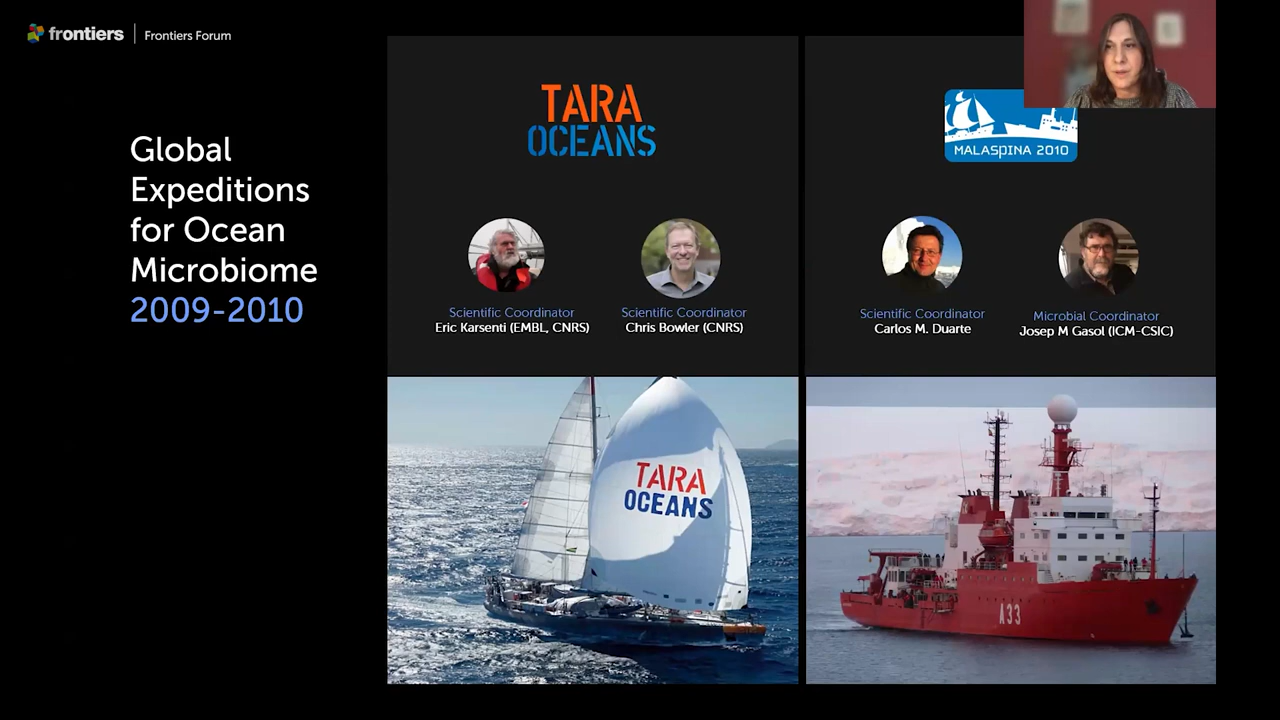 frontiers
Frontiers Forum
Global
Expeditions
for Ocean
Microbiome
2009-2010
TARA
OCEANS
Scientific Coordinator
Eric Karsenti (EMBL, CNRS)
Scientific Coordinator
Chris Bowler (CNRS)
TARA
OCEANS
MALASPINA 2010
Scientific Coordinator
Carlos M. Duarte
Microbial Coordinator
Josep M Gasol (ICM-CSIC)
A33